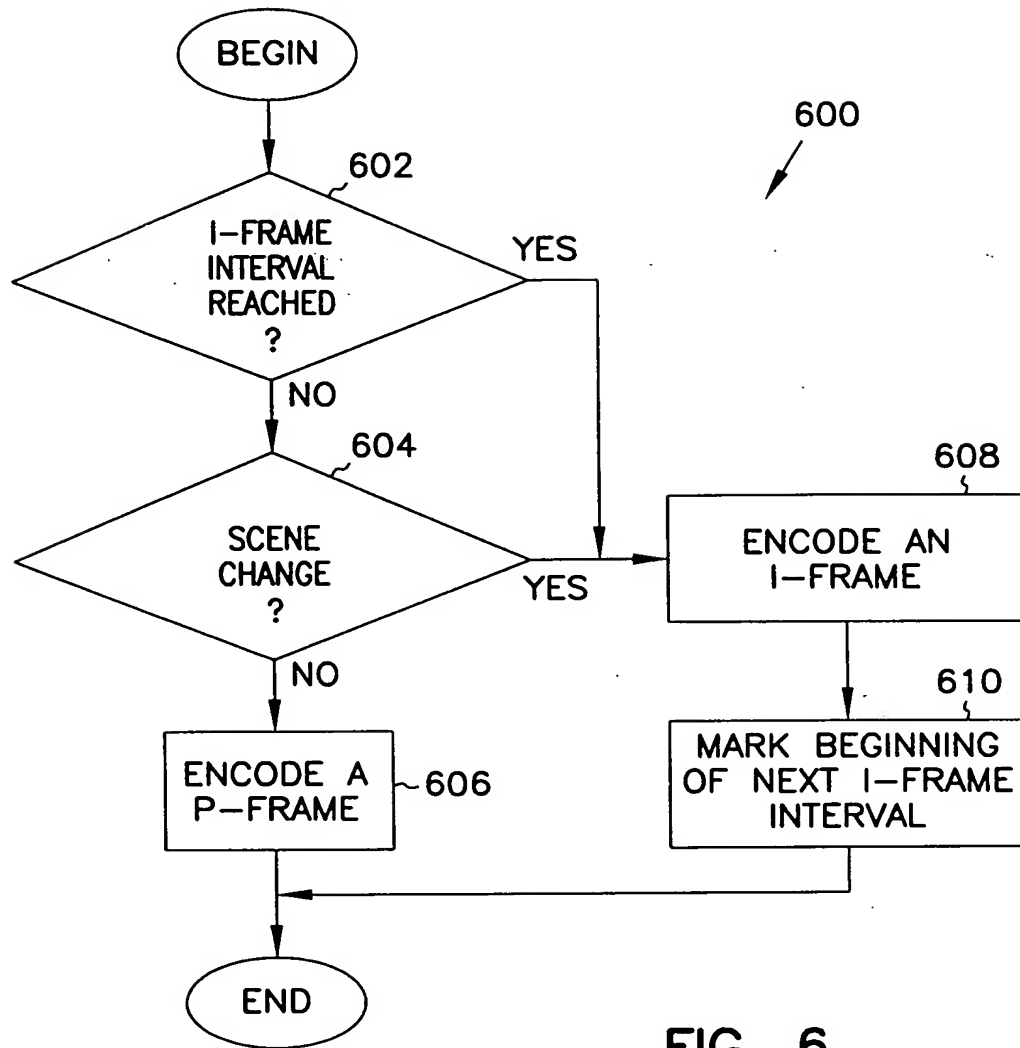 BEGIN
600
602
I-FRAME
INTERVAL
REACHED
?
YES
NO
604
SCENE
CHANGE
?
YES
NO
608
ENCODE AN
I-FRAME
610
MARK BEGINNING
OF NEXT I-FRAME
INTERVAL
ENCODE A
P-FRAME
606
END
FIG. 6